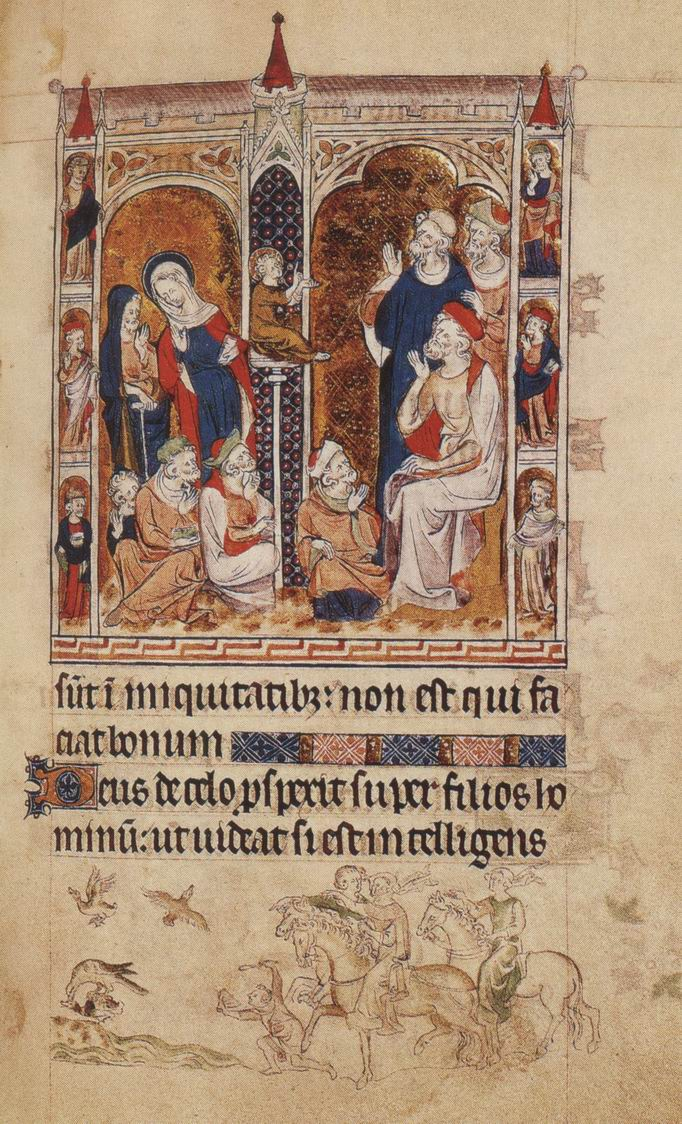 sūt ī iniquitatibꝫ: non est qui fa
ciat bonum
Deus de celo ꝓspexit super filios ho
minū: ut uideat si est intelligens